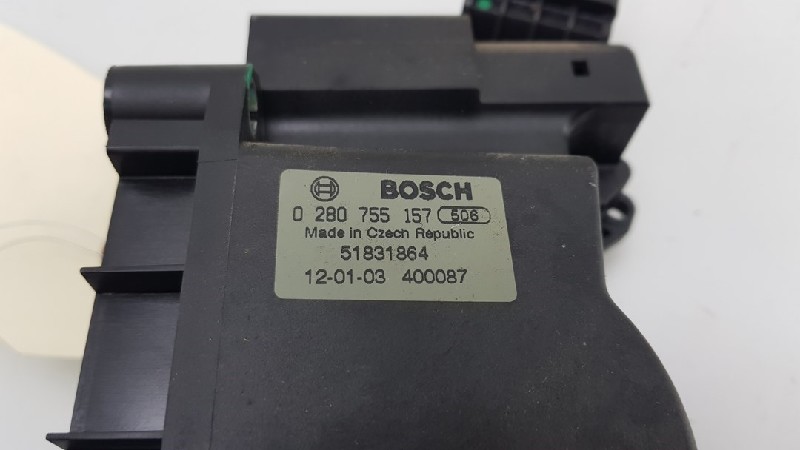 BOSCH
0 280 755 157 506
Made in Czech Republic
51831864
12-01-03 400087